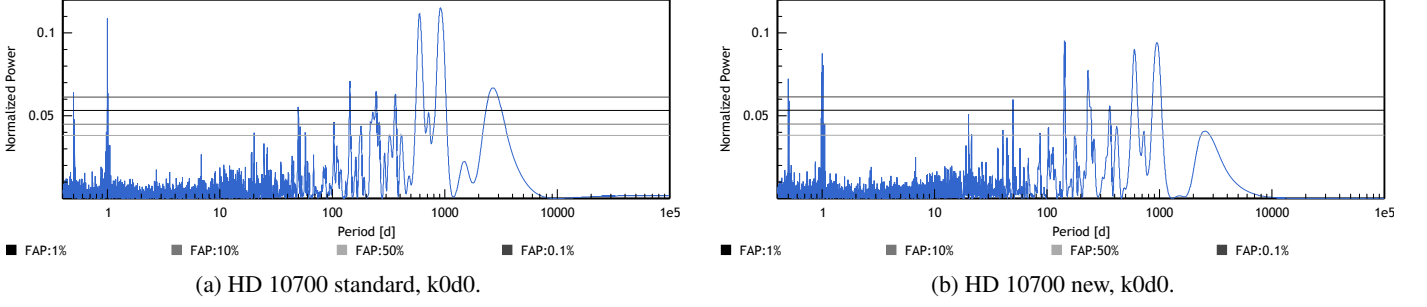 Normalized Power
0.1
0.05
1
10
100
1000
10000
1e5
Period [d]
FAP:1%
FAP:10%
FAP:50%
FAP:0.1%
(a) HD 10700 standard, k0d0.
Normalized Power
0.1
0.05
1
10
100
1000
10000
1e5
Period [d]
FAP:1%
FAP:10%
FAP:50%
FAP:0.1%
(b) HD 10700 new, k0d0.